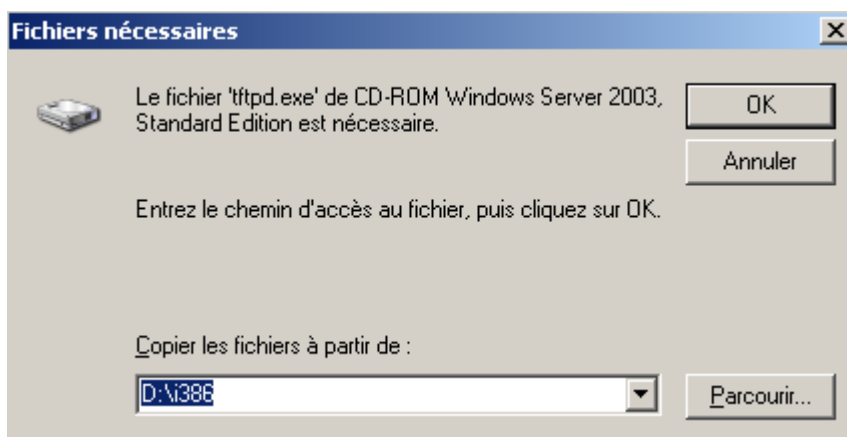 Fichiers nécessaires
Le fichier 'tftpd.exe' de CD-ROM Windows Server 2003,
Standard Edition est nécessaire.
OK
Annuler
Entrez le chemin d'accès au fichier, puis cliquez sur OK.
Copier les fichiers à partir de :
D:\i386
Parcourir...